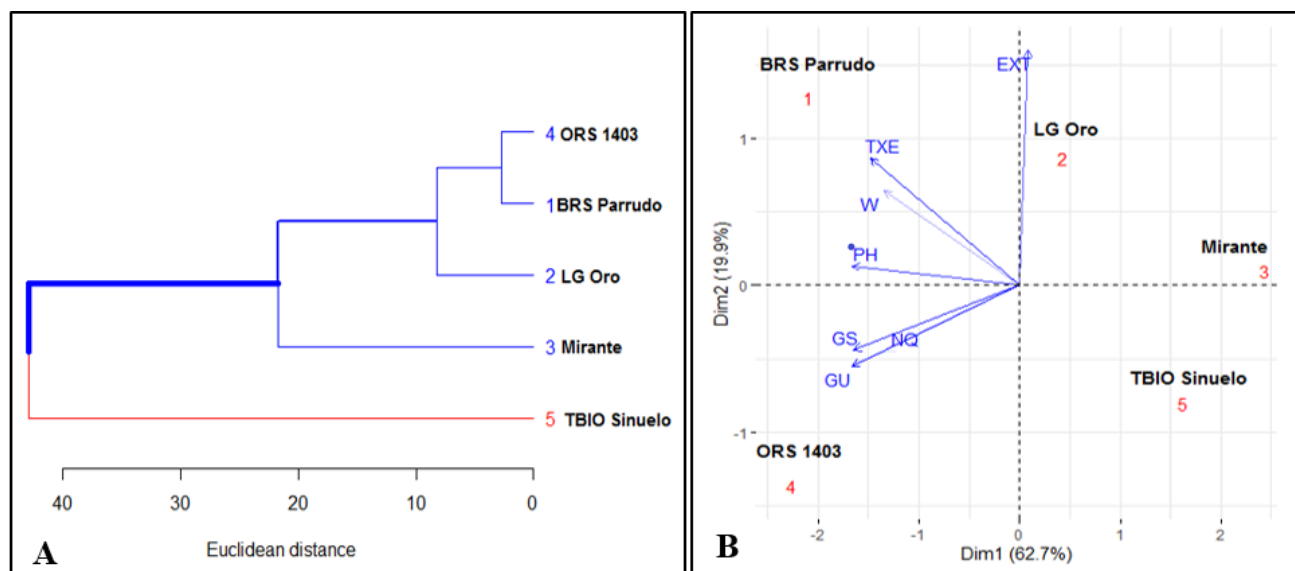 4 ORS 1403
1 BRS Parrudo
2 LG Oro
3 Mirante
5 TBIO Sinuelo
40 30 20 10 0
Euclidean distance
A
BRS Parrudo
1
EXT
LG Oro
2
1
TXE
W
PH
Mirante
3
0
Dim2 (19.9%)
GS NQ
GU
TBIO Sinuelo
5
-1
ORS 1403
4
-2 -1 0 1 2
Dim1 (62.7%)
B